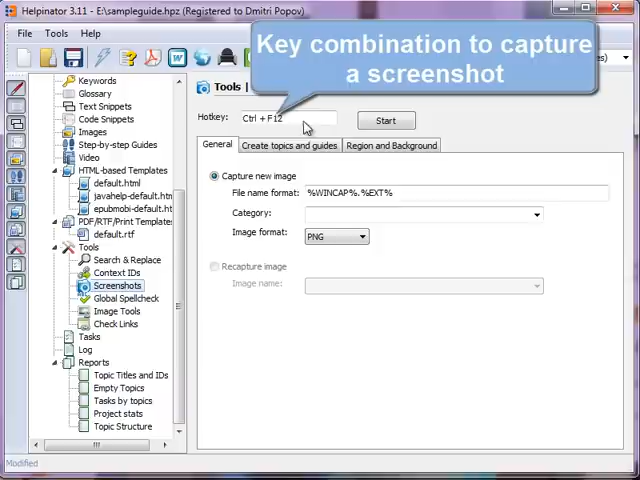 Helpinator 3.11 - E:\sampleguide.hpz (Registered to Dmitri Popov)
File Tools Help
Key combination to capture
a screenshot
Keywords
Glossary
Text Snippets
Code Snippets
Images
Step-by-step Guides
Video
HTML-based Templates
default.html
javahelp-default.htm
epubmobi-default.ht
PDF/RTF/Print Templates
default.rtf
Tools
Search & Replace
Context IDs
Screenshots
Global Spellcheck
Image Tools
Check Links
Tasks
Log
Reports
Topic Titles and IDs
Empty Topics
Tasks by topics
Project stats
Topic Structure
Tools |
Hotkey: Ctrl + F12 Start
General Create topics and guides Region and Background
Capture new image
File name format: %WINCAP%.%EXT%
Category:
Image format: PNG
Recapture image
Image name:
Modified